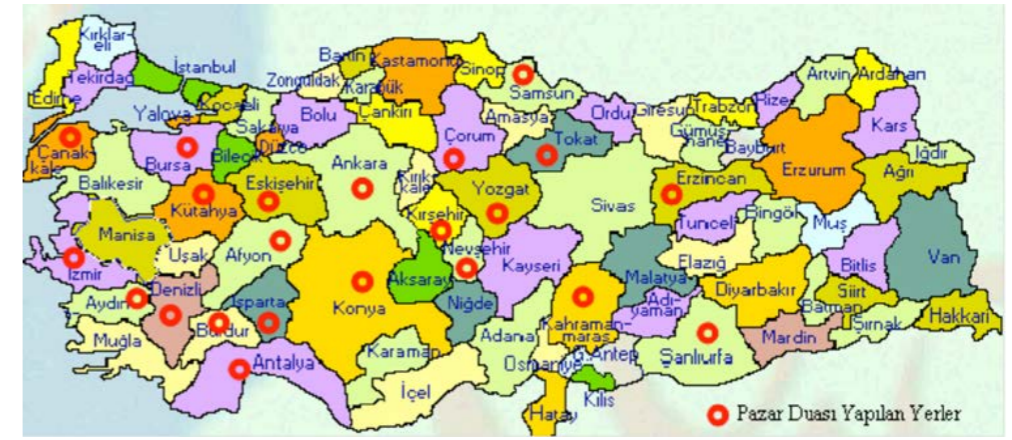 Kırklar-
eli
Edirne
Tekirdağ
İstanbul
Yalova
Kocaeli
Sakarya
Düzce
Zonguldak
Bartın
Karabük
Kastamonu
Sinop
Samsun
Bolu
Çankırı
Çorum
Amasya
Tokat
Ordu
Giresun
Trabzon
Rize
Artvin
Ardahan
Gümüş-
hane
Bayburt
Erzurum
Kars
Iğdır
Ağrı
Çanak-
kale
Bursa
Bilecik
Balıkesir
Kütahya
Eskişehir
Ankara
Kırık-
kale
Yozgat
Sivas
Erzincan
Tunceli
Bingöl
Muş
Van
Bitlis
Manisa
Uşak
Afyon
Kırşehir
Nevşehir
Aksaray
Kayseri
Malatya
Elazığ
Diyarbakır
Batman
Siirt
Hakkari
Şırnak
Mardin
İzmir
Aydın
Denizli
Isparta
Burdur
Konya
Niğde
Kahraman-
maraş
Adı-
yaman
Şanlıurfa
Muğla
Antalya
Karaman
İçel
Adana
Osmaniye
G.Antep
Kilis
Hatay
Pazar Duası Yapılan Yerler